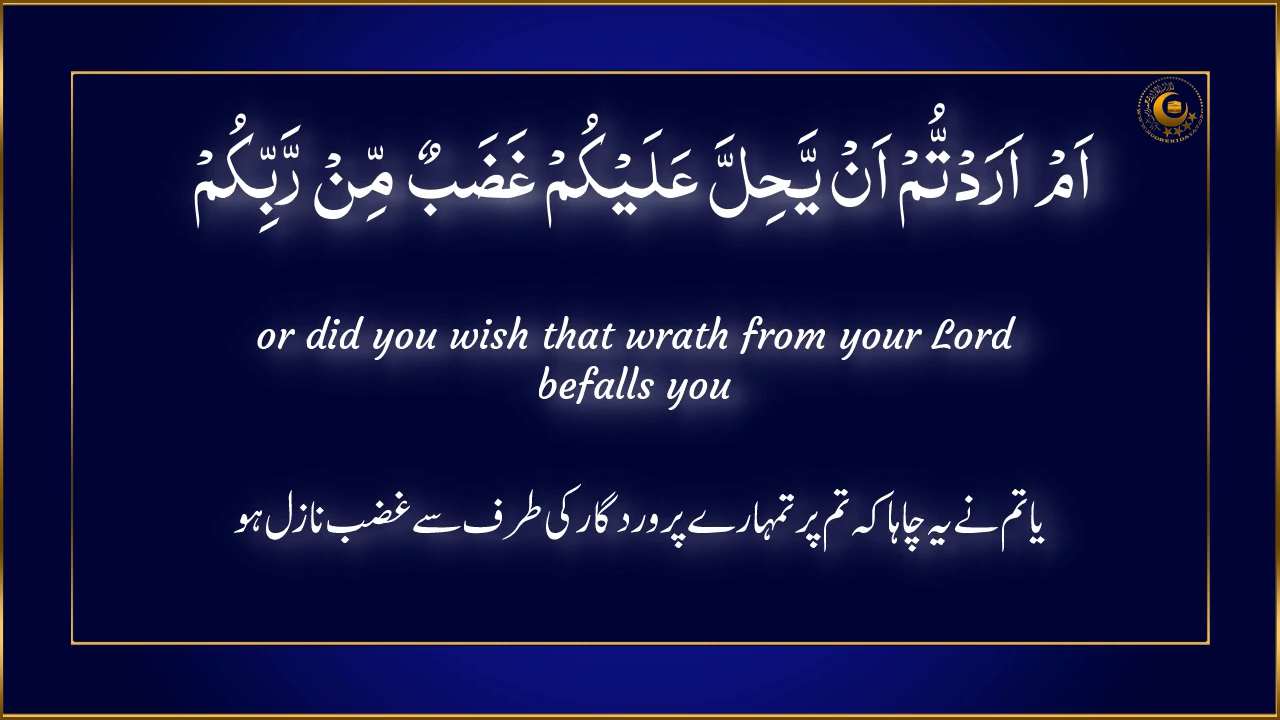 اَمْ اَرَدْتُّمْ اَنْ يَّحِلَّ عَلَيْكُمْ غَضَبٌ مِّنْ رَّبِّكُمْ
or did you wish that wrath from your Lord
befalls you
یا تم نے یہ چاہا کہ تم پر تمہارے پروردگار کی طرف سے غضب نازل ہو